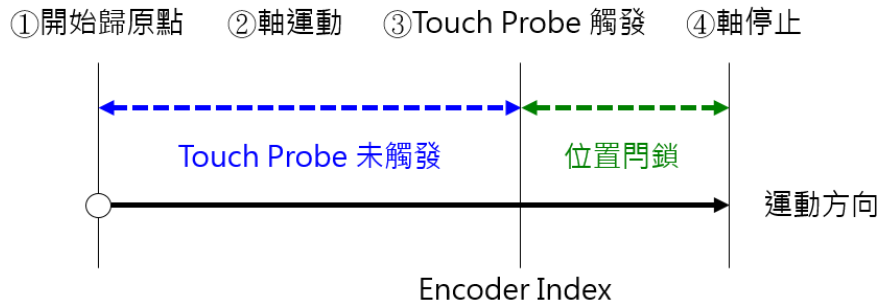 ①開始歸原點 ②軸運動 ③Touch Probe 觸發 ④軸停止
Touch Probe 未觸發 位置閂鎖
運動方向
Encoder Index